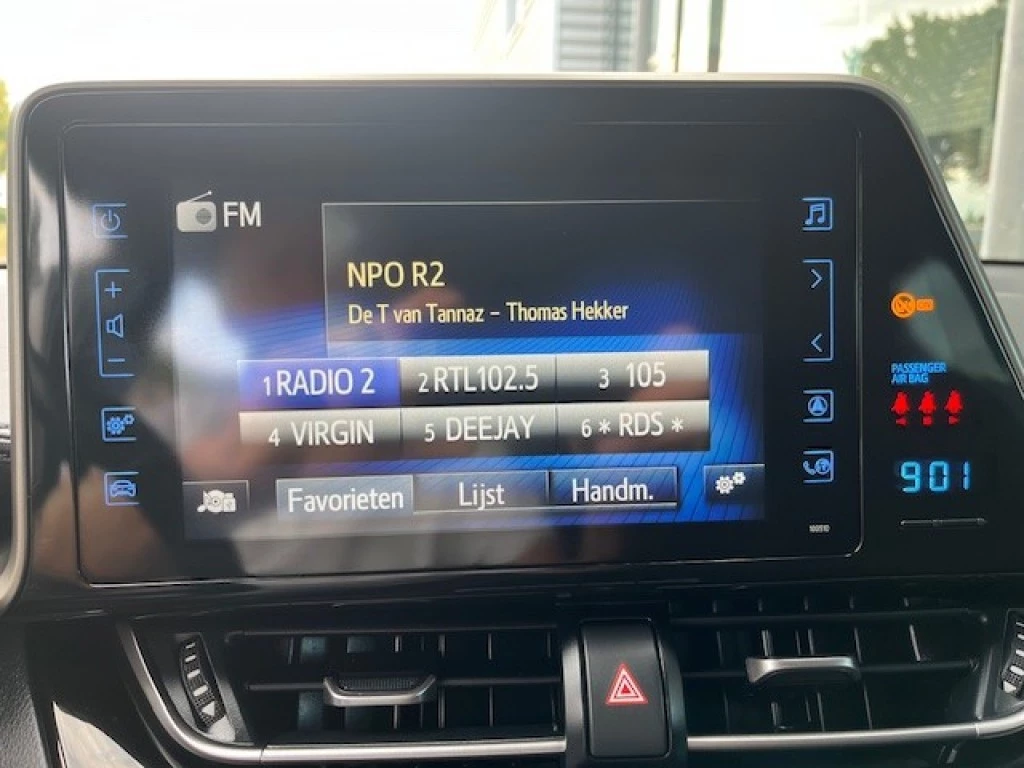 FM
NPO R2
De T van Tannaz - Thomas Hekker
1 RADIO 2 2 RTL102.5 3 105
4 VIRGIN 5 DEEJAY 6 * RDS *
Favorieten Lijst Handm.
PASSENGER
AIR BAG
901
100510